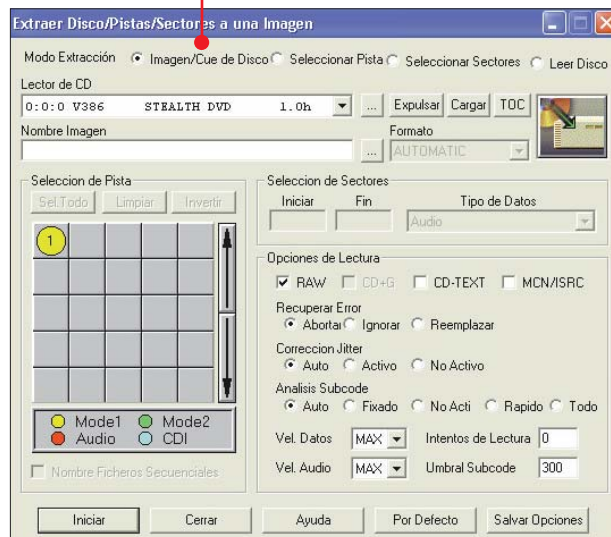 Extraer Disco/Pistas/Sectores a una Imagen
Modo Extracción Imagen/Cue de Disco Seleccionar Pista Seleccionar Sectores Leer Disco
Lector de CD
0:0:0 V386 STEALTH DVD 1.0h ... Expulsar Cargar TOC
Nombre Imagen Formato
... AUTOMATIC
Seleccion de Pista
Sel.Todo Limpiar Invertir
1
Mode1 Mode2
Audio CDI
Nombre Ficheros Secuenciales
Seleccion de Sectores
Iniciar Fin Tipo de Datos
Audio
Opciones de Lectura
RAW CD+G CD-TEXT MCN/ISRC
Recuperar Error
Abortar Ignorar Reemplazar
Correccion Jitter
Auto Activo No Activo
Analisis Subcode
Auto Fixado No Acti Rapido Todo
Vel. Datos MAX Intentos de Lectura 0
Vel. Audio MAX Umbral Subcode 300
Iniciar Cerrar Ayuda Por Defecto Salvar Opciones